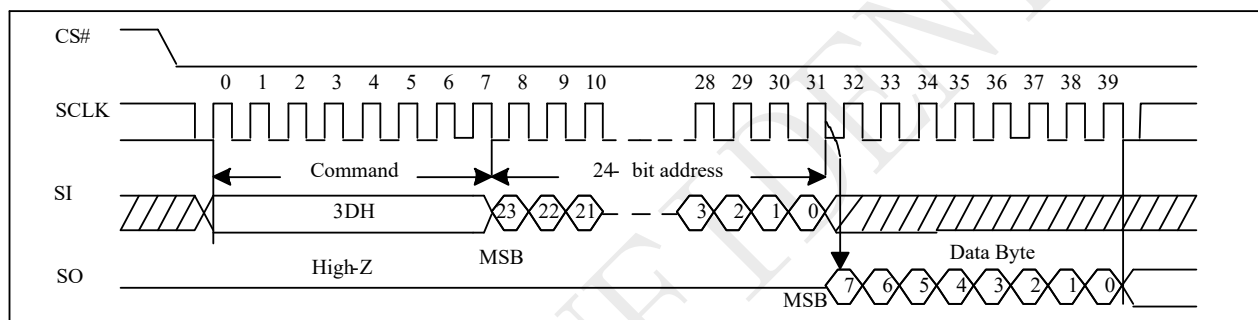 CS#
0 1 2 3 4 5 6 7 8 9 10 28 29 30 31 32 33 34 35 36 37 38 39
SCLK
Command 24- bit address
SI
3DH 23 22 21 3 2 1 0
High-Z MSB Data Byte
SO
MSB 7 6 5 4 3 2 1 0